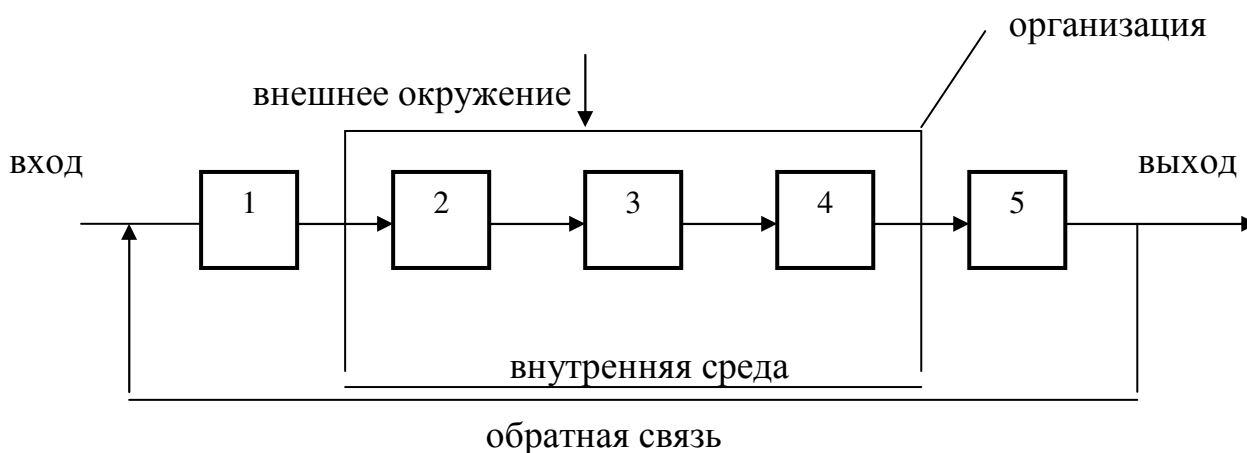 организация
внешнее окружение
вход
выход
1 2 3 4 5
внутренняя среда
обратная связь